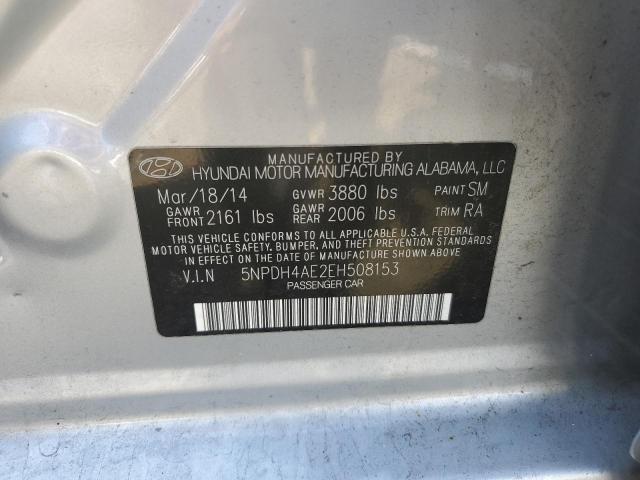 MANUFACTURED BY
HYUNDAI MOTOR MANUFACTURING ALABAMA, LLC
Mar/18/14 GVWR 3880 lbs PAINT SM
GAWR FRONT 2161 lbs GAWR REAR 2006 lbs TRIM RA
THIS VEHICLE CONFORMS TO ALL APPLICABLE U.S.A. FEDERAL
MOTOR VEHICLE SAFETY, BUMPER, AND THEFT PREVENTION STANDARDS
IN EFFECT ON THE DATE OF MANUFACTURE SHOWN ABOVE
V.I.N 5NPDH4AE2EH508153
PASSENGER CAR